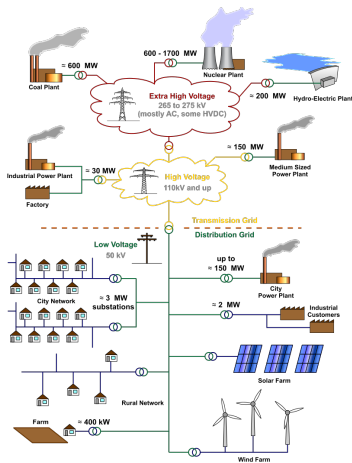 600 - 1700 MW
Nuclear Plant
≈ 600 MW
Coal Plant
Extra High Voltage
265 to 275 kV
(mostly AC, some HVDC)
≈ 200 MW
Hydro-Electric Plant
≈ 150 MW
Medium Sized
Power Plant
Industrial Power Plant
≈ 30 MW
Factory
High Voltage
110kV and up
Transmission Grid
Distribution Grid
Low Voltage
50 kV
up to
≈ 150 MW
City
Power Plant
City Network
≈ 3 MW
substations
≈ 2 MW
Industrial
Customers
Solar Farm
Rural Network
Farm
≈ 400 kW
Wind Farm